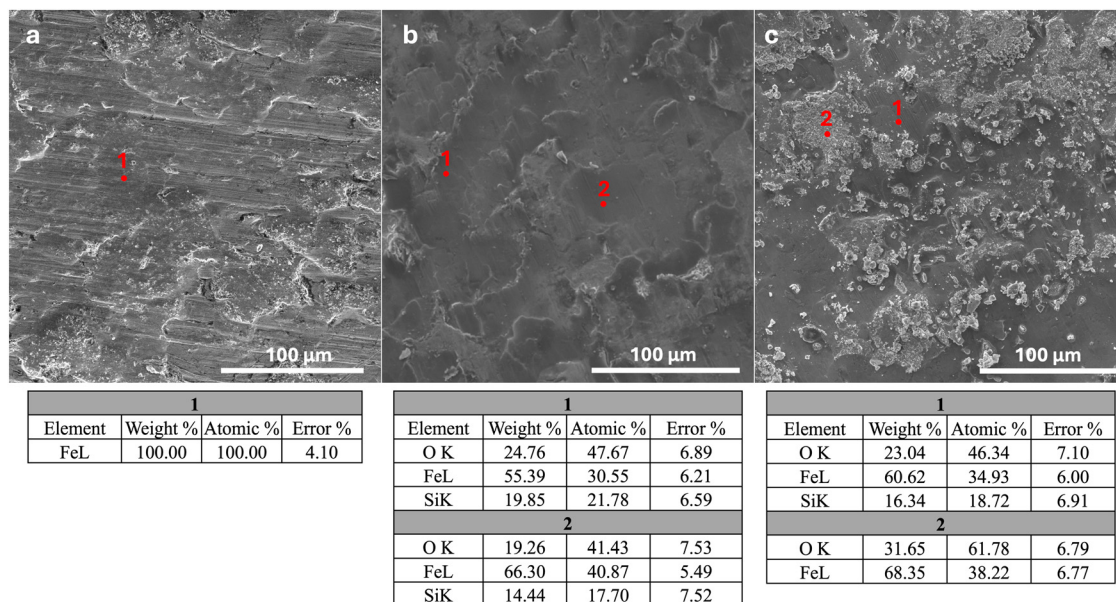 a
b
c
1
1
2
2
1
100 μm
100 μm
100 μm
1
Element Weight % Atomic % Error %
FeL 100.00 100.00 4.10
1
Element Weight % Atomic % Error %
O K 24.76 47.67 6.89
FeL 55.39 30.55 6.21
SiK 19.85 21.78 6.59
2
O K 19.26 41.43 7.53
FeL 66.30 40.87 5.49
SiK 14.44 17.70 7.52
1
Element Weight % Atomic % Error %
O K 23.04 46.34 7.10
FeL 60.62 34.93 6.00
SiK 16.34 18.72 6.91
2
O K 31.65 61.78 6.79
FeL 68.35 38.22 6.77